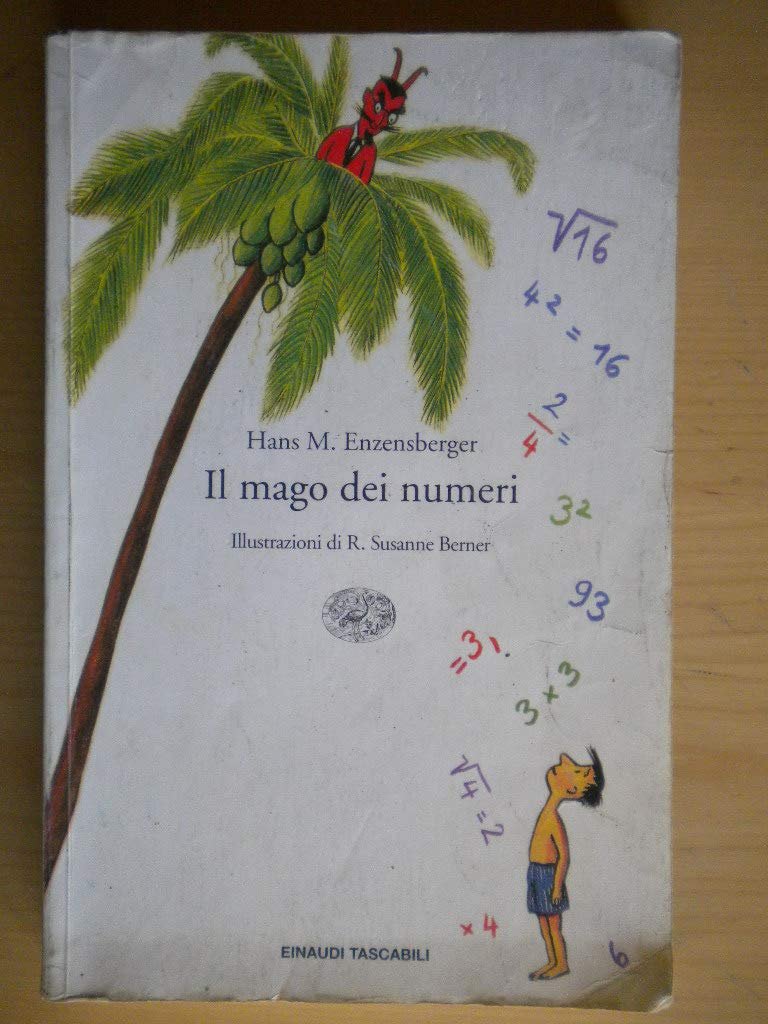 √16
4²
= 16
2/4 =
Hans M. Enzensberger
Il mago dei numeri
3²
Illustrazioni di R. Susanne Berner
93
= 31.
3 × 3
√4 = 2
× 4
6
EINAUDI TASCABILI